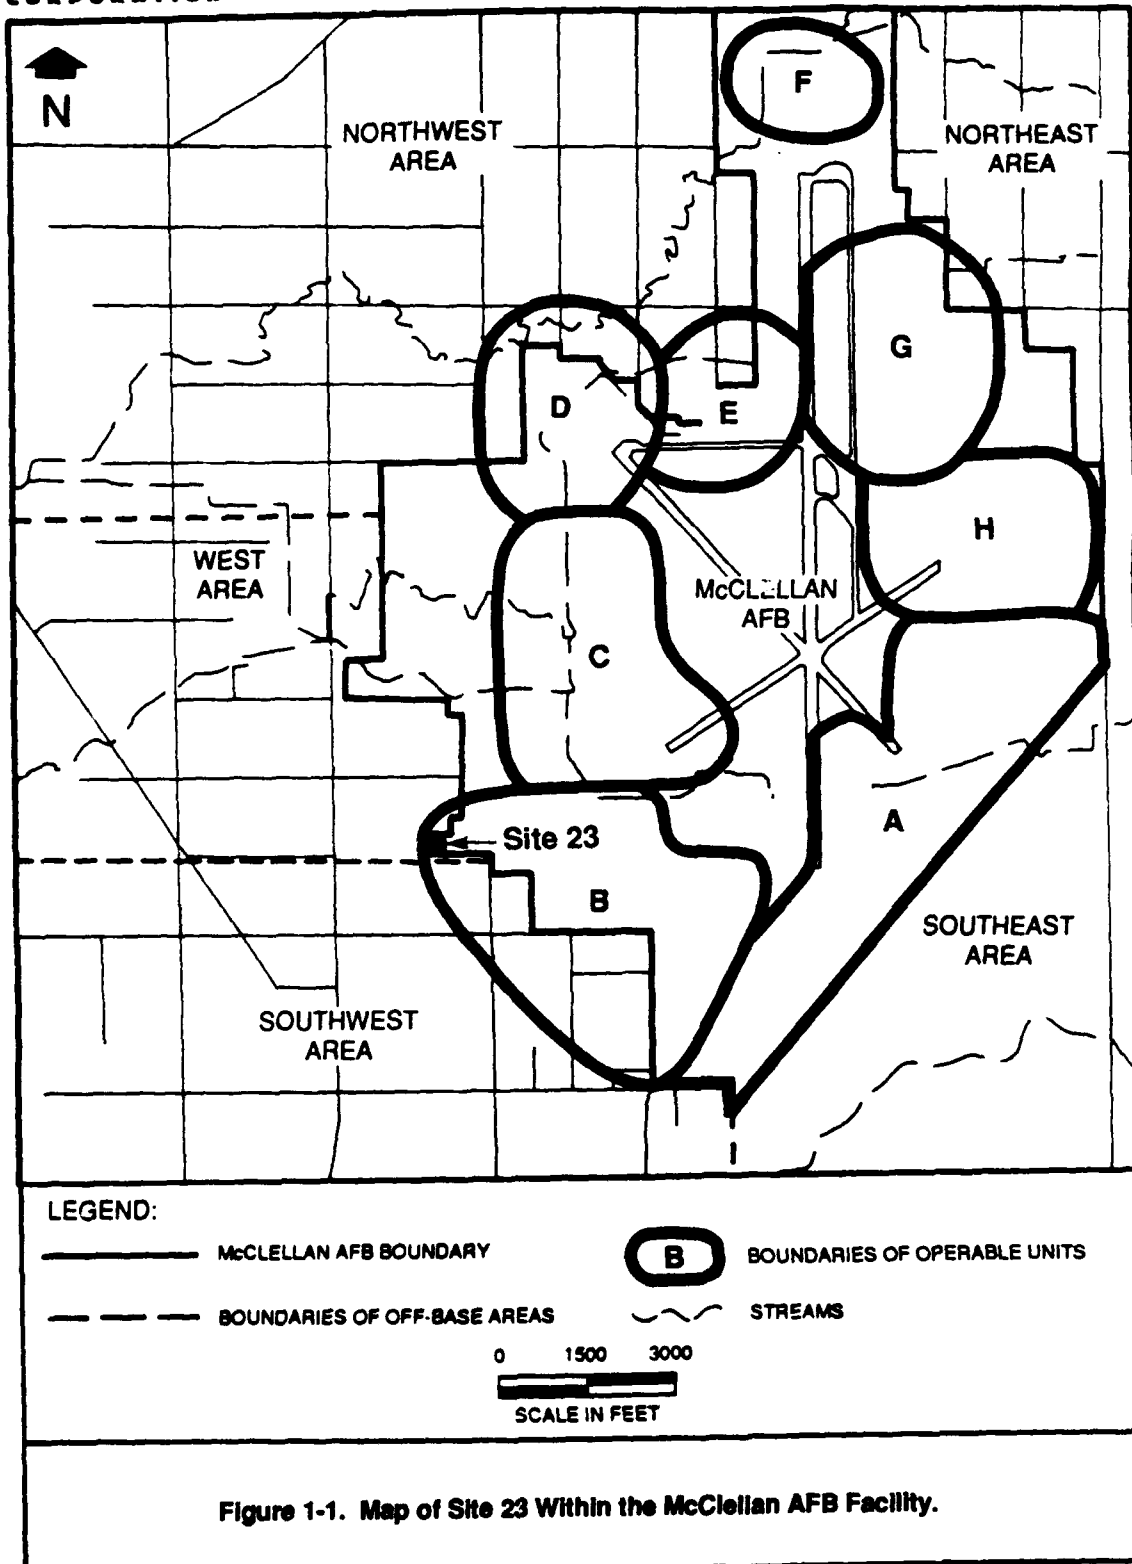 F
N
NORTHWEST
AREA
NORTHEAST
AREA
G
D
E
H
WEST
AREA
McCLELLAN
AFB
C
A
Site 23
B
SOUTHEAST
AREA
SOUTHWEST
AREA
LEGEND:
McCLELLAN AFB BOUNDARY
B
BOUNDARIES OF OPERABLE UNITS
BOUNDARIES OF OFF-BASE AREAS
STREAMS
0 1500 3000
SCALE IN FEET
Figure 1-1. Map of Site 23 Within the McClellan AFB Facility.